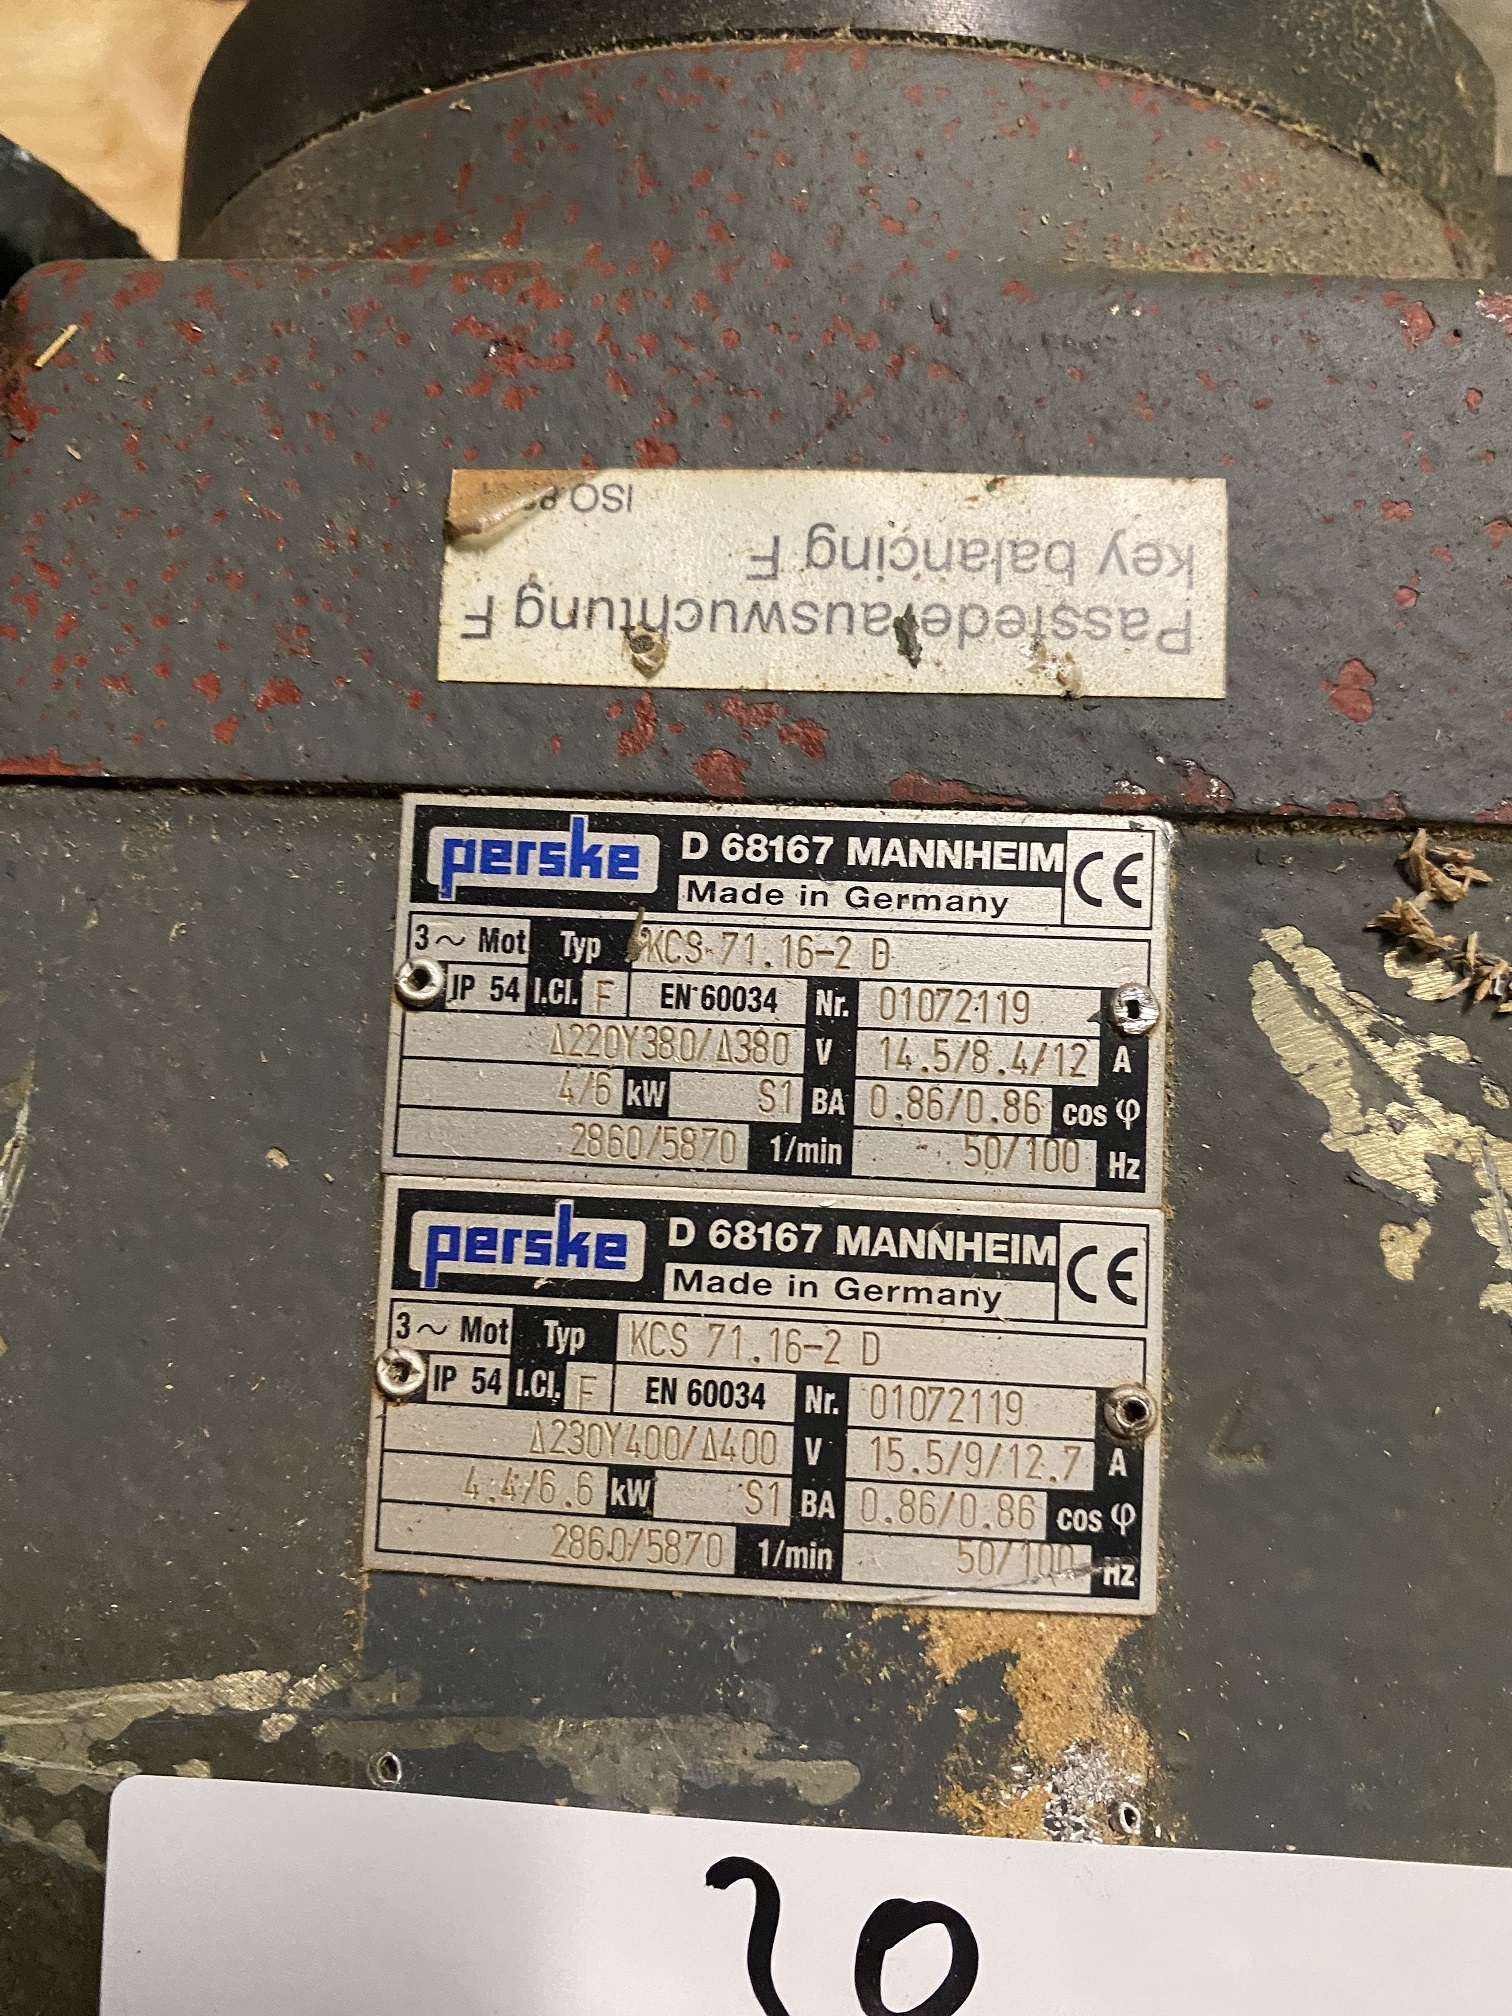 Passfederauswuchtung F
key balancing F
ISO
perske D 68167 MANNHEIM CE
Made in Germany
3~ Mot Typ KCS 71.16-2 D
IP 54 I.Cl. F EN 60034 Nr. 01072119
Δ220Y380/Δ380 V 14.5/8.4/12 A
4/6 kW S1 BA 0.86/0.86 cos φ
2860/5870 1/min 50/100 Hz
perske D 68167 MANNHEIM CE
Made in Germany
3~ Mot Typ KCS 71.16-2 D
IP 54 I.Cl. F EN 60034 Nr. 01072119
Δ230Y400/Δ400 V 15.5/9/12.7 A
4.4/6.6 kW S1 BA 0.86/0.86 cos φ
2860/5870 1/min 50/100 Hz